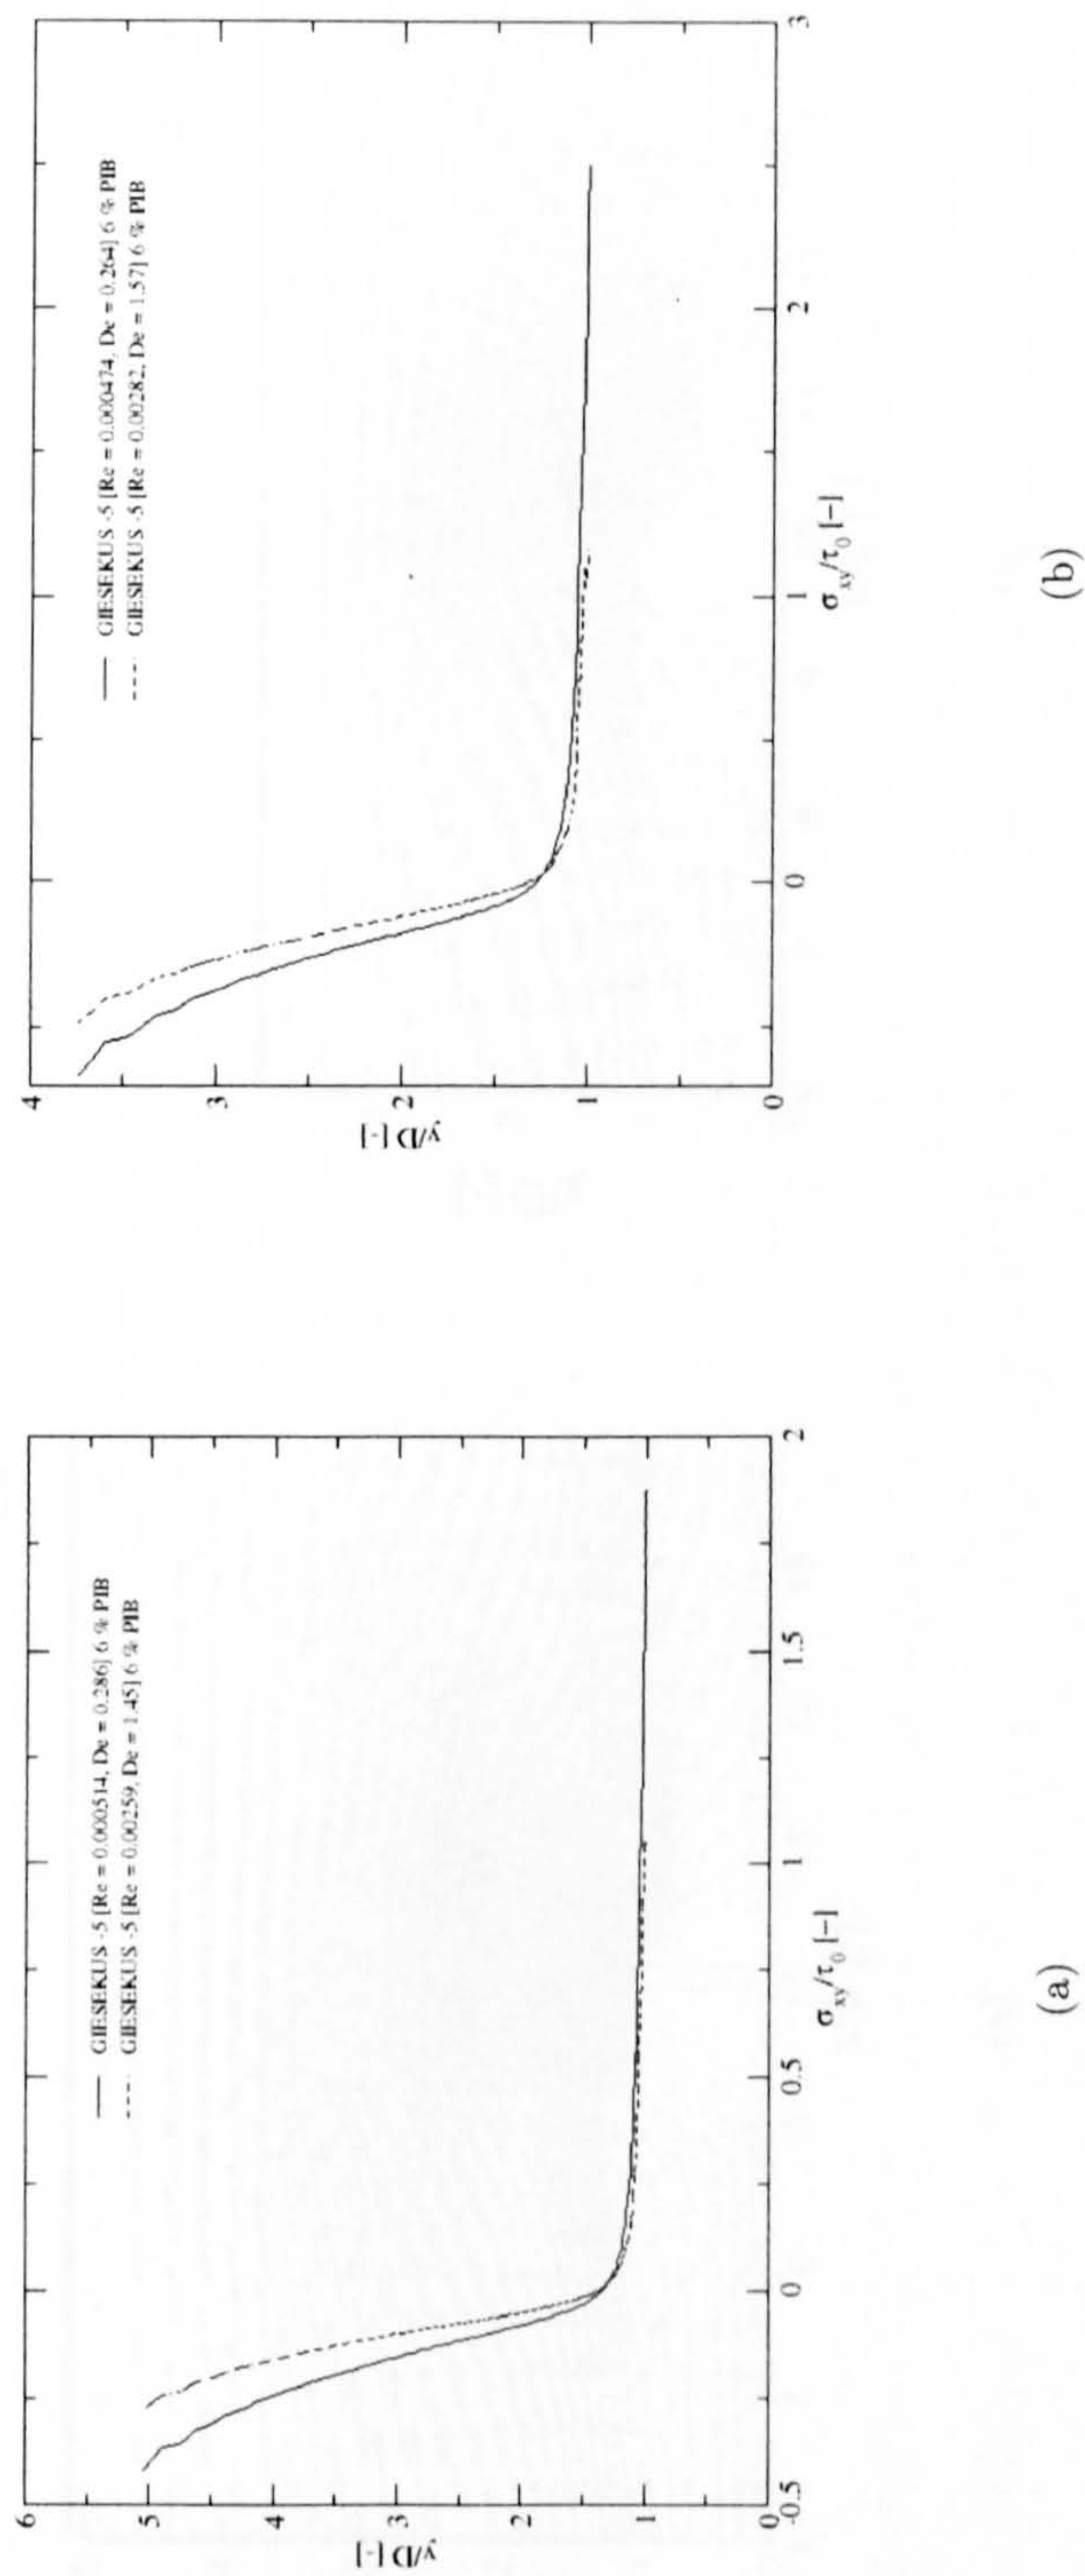 GIESEKUS -5 [Re = 0.000514, De = 0.286] 6 % PIB
GIESEKUS -5 [Re = 0.00259, De = 1.45] 6 % PIB
6
5
4
3
2
1
0
y/D [-]
-0.5
0
0.5
1
1.5
2
σxy/τ0 [−]
(a)
GIESEKUS -5 [Re = 0.000474, De = 0.264] 6 % PIB
GIESEKUS -5 [Re = 0.00282, De = 1.57] 6 % PIB
4
3
2
1
0
y/D [-]
0
1
2
3
σxy/τ0 [−]
(b)